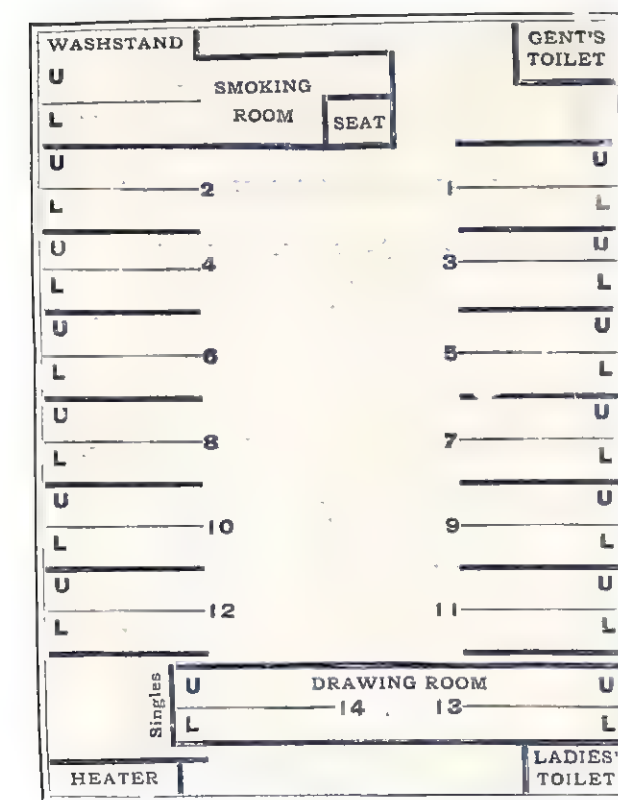 WASHSTAND
GENT'S
TOILET
U
SMOKING
ROOM
L
SEAT
U
U
2
1
L
L
U
U
4
3
L
L
U
U
6
5
L
L
U
U
8
7
L
L
U
U
10
9
L
L
U
U
12
11
L
L
Singles
U
DRAWING ROOM
U
14
13
L
L
HEATER
LADIES'
TOILET